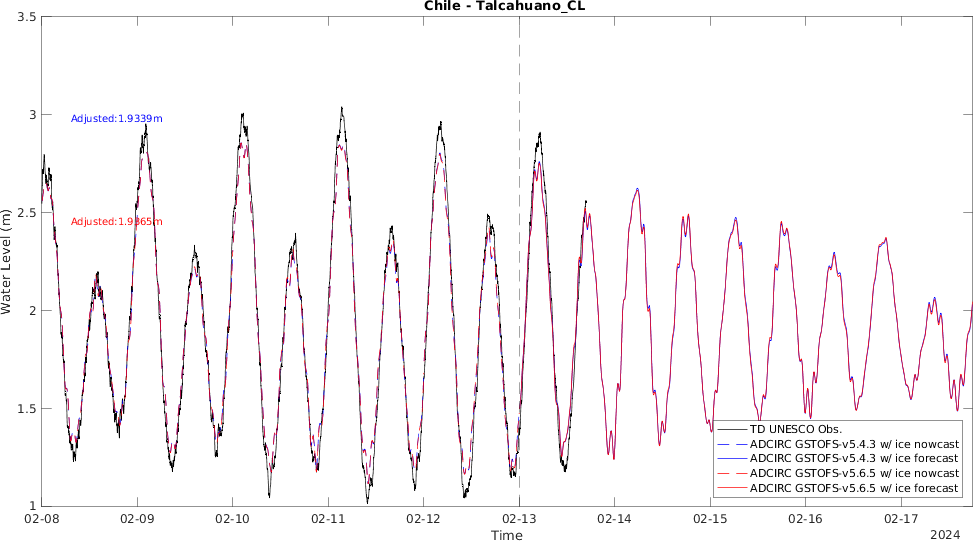 Chile - Talcahuano_CL
3.5
3
2.5
2
1.5
1
Water Level (m)
Adjusted:1.9339m
Adjusted:1.9365m
TD UNESCO Obs.
ADCIRC GSTOFS-v5.4.3 w/ ice nowcast
ADCIRC GSTOFS-v5.4.3 w/ ice forecast
ADCIRC GSTOFS-v5.6.5 w/ ice nowcast
ADCIRC GSTOFS-v5.6.5 w/ ice forecast
02-08 02-09 02-10 02-11 02-12 02-13 02-14 02-15 02-16 02-17
Time
2024